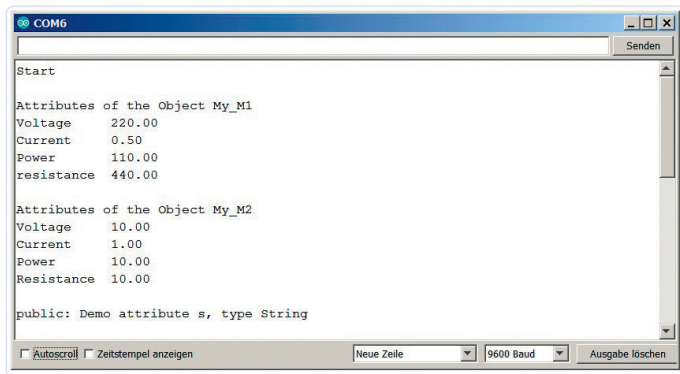 COM6
Senden
Start
Attributes of the Object My_M1
Voltage 220.00
Current 0.50
Power 110.00
resistance 440.00
Attributes of the Object My_M2
Voltage 10.00
Current 1.00
Power 10.00
Resistance 10.00
public: Demo attribute s, type String
Autoscroll Zeitstempel anzeigen Neue Zeile 9600 Baud Ausgabe löschen